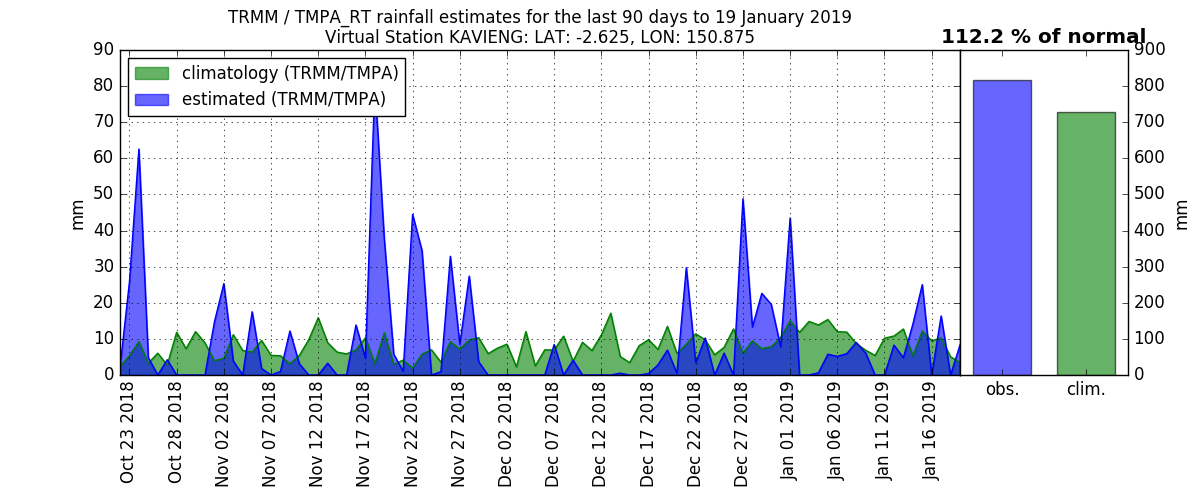 TRMM / TMPA_RT rainfall estimates for the last 90 days to 19 January 2019
Virtual Station KAVIENG: LAT: -2.625, LON: 150.875
112.2 % of normal
climatology (TRMM/TMPA)
estimated (TRMM/TMPA)
90
80
70
60
50
40
30
20
10
0
mm
900
800
700
600
500
400
300
200
100
0
mm
Oct 23 2018
Oct 28 2018
Nov 02 2018
Nov 07 2018
Nov 12 2018
Nov 17 2018
Nov 22 2018
Nov 27 2018
Dec 02 2018
Dec 07 2018
Dec 12 2018
Dec 17 2018
Dec 22 2018
Dec 27 2018
Jan 01 2019
Jan 06 2019
Jan 11 2019
Jan 16 2019
obs.
clim.